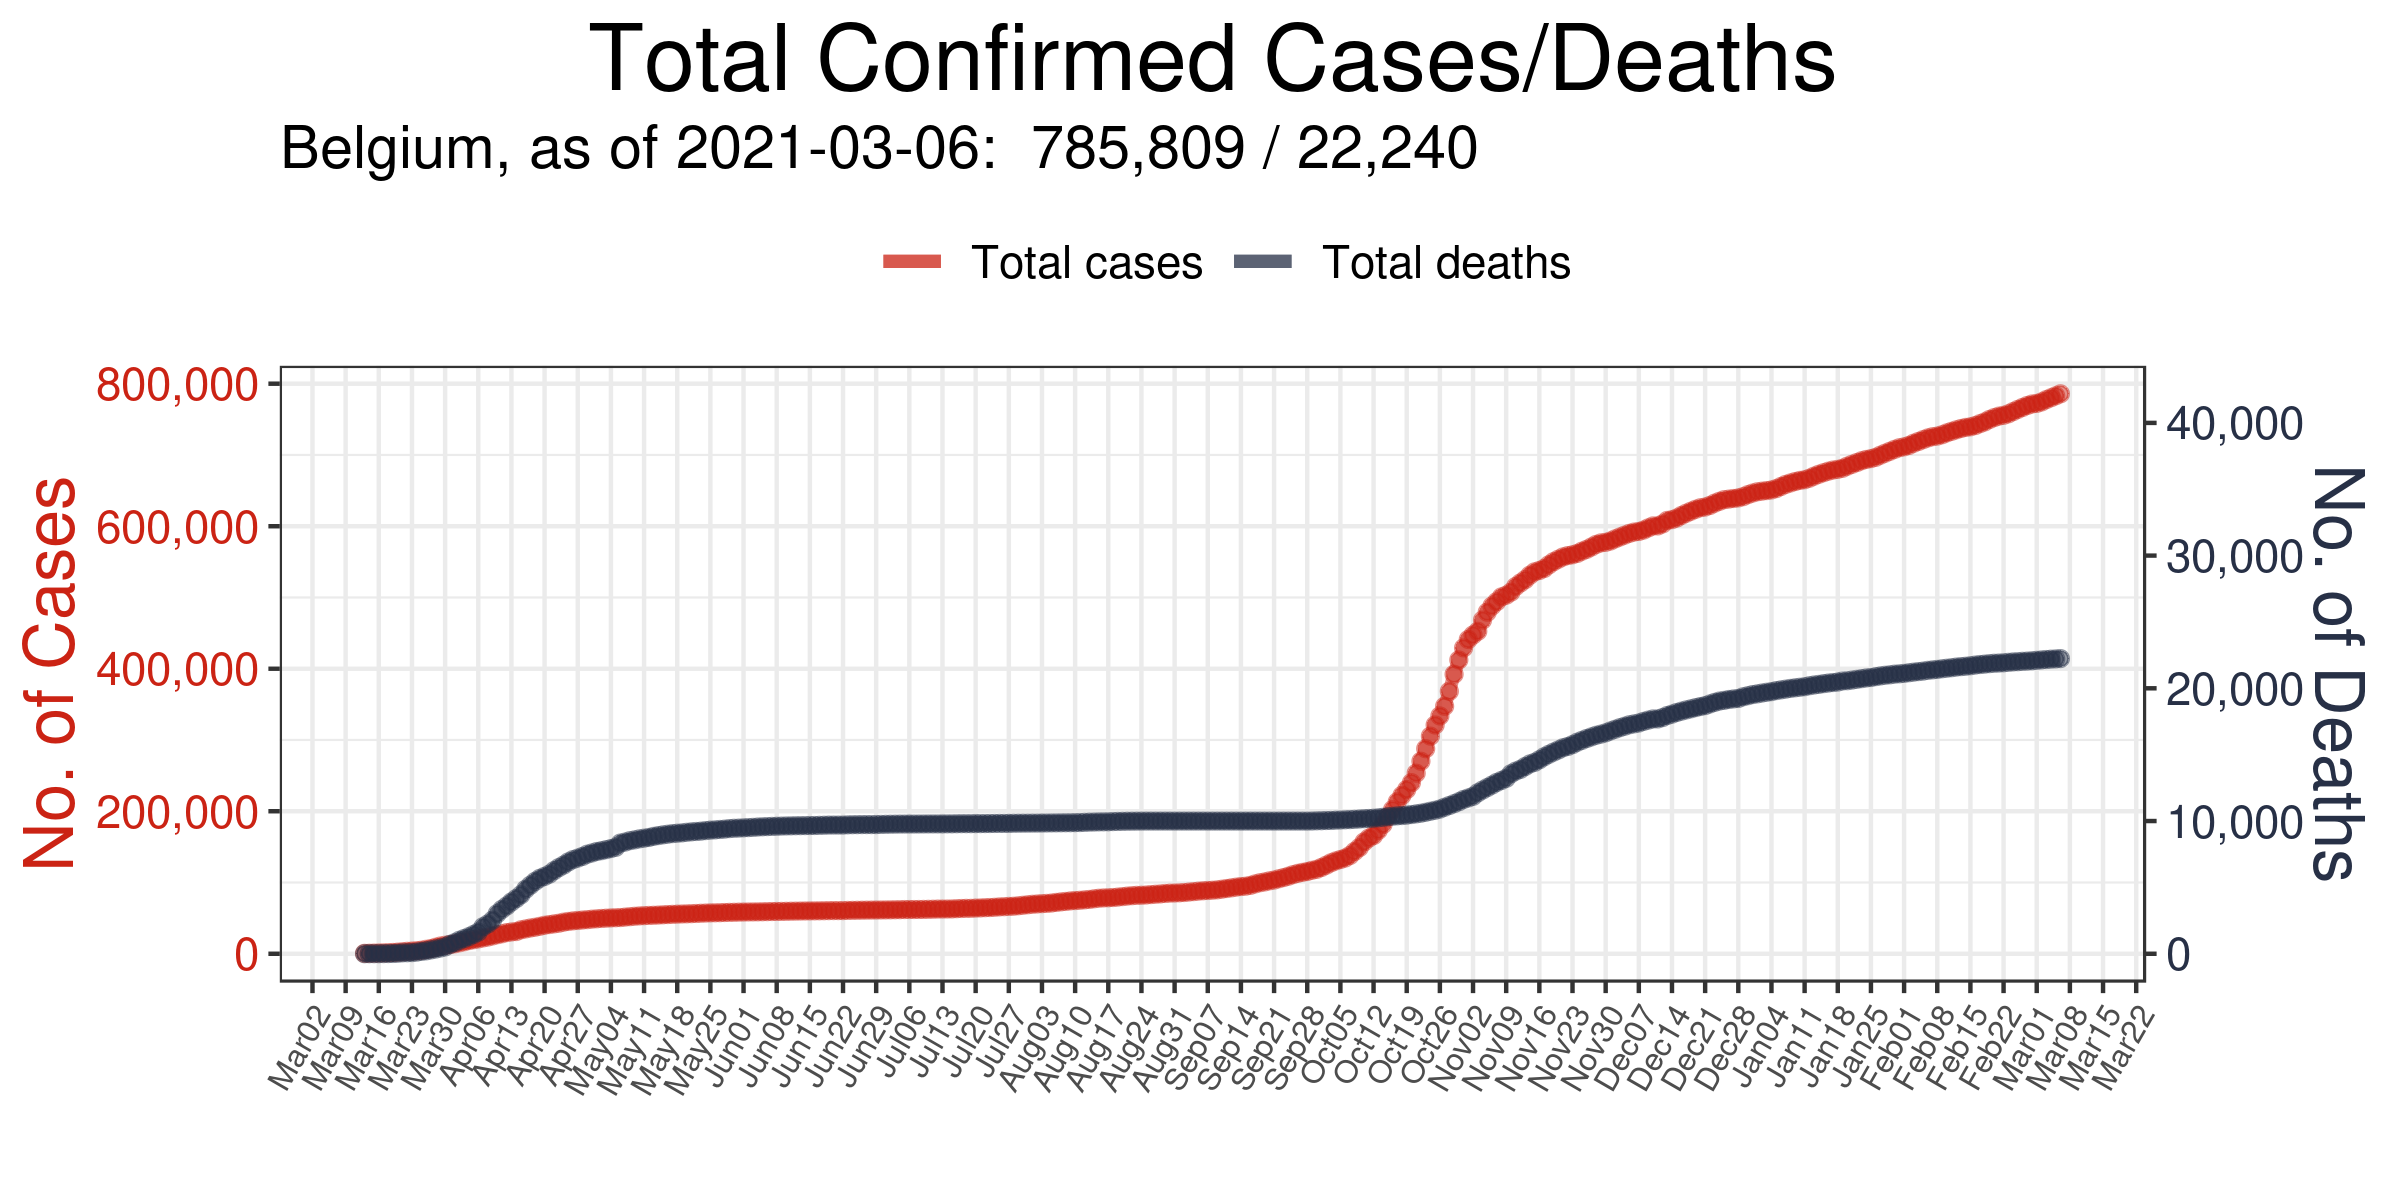 Total Confirmed Cases/Deaths
Belgium, as of 2021-03-06:  785,809 / 22,240
Total cases
Total deaths
No. of Cases
800,000
600,000
400,000
200,000
0
40,000
30,000
20,000
10,000
0
No. of Deaths
Mar02
Mar09
Mar16
Mar23
Mar30
Apr06
Apr13
Apr20
Apr27
May04
May11
May18
May25
Jun01
Jun08
Jun15
Jun22
Jun29
Jul06
Jul13
Jul20
Jul27
Aug03
Aug10
Aug17
Aug24
Aug31
Sep07
Sep14
Sep21
Sep28
Oct05
Oct12
Oct19
Oct26
Nov02
Nov09
Nov16
Nov23
Nov30
Dec07
Dec14
Dec21
Dec28
Jan04
Jan11
Jan18
Jan25
Feb01
Feb08
Feb15
Feb22
Mar01
Mar08
Mar15
Mar22